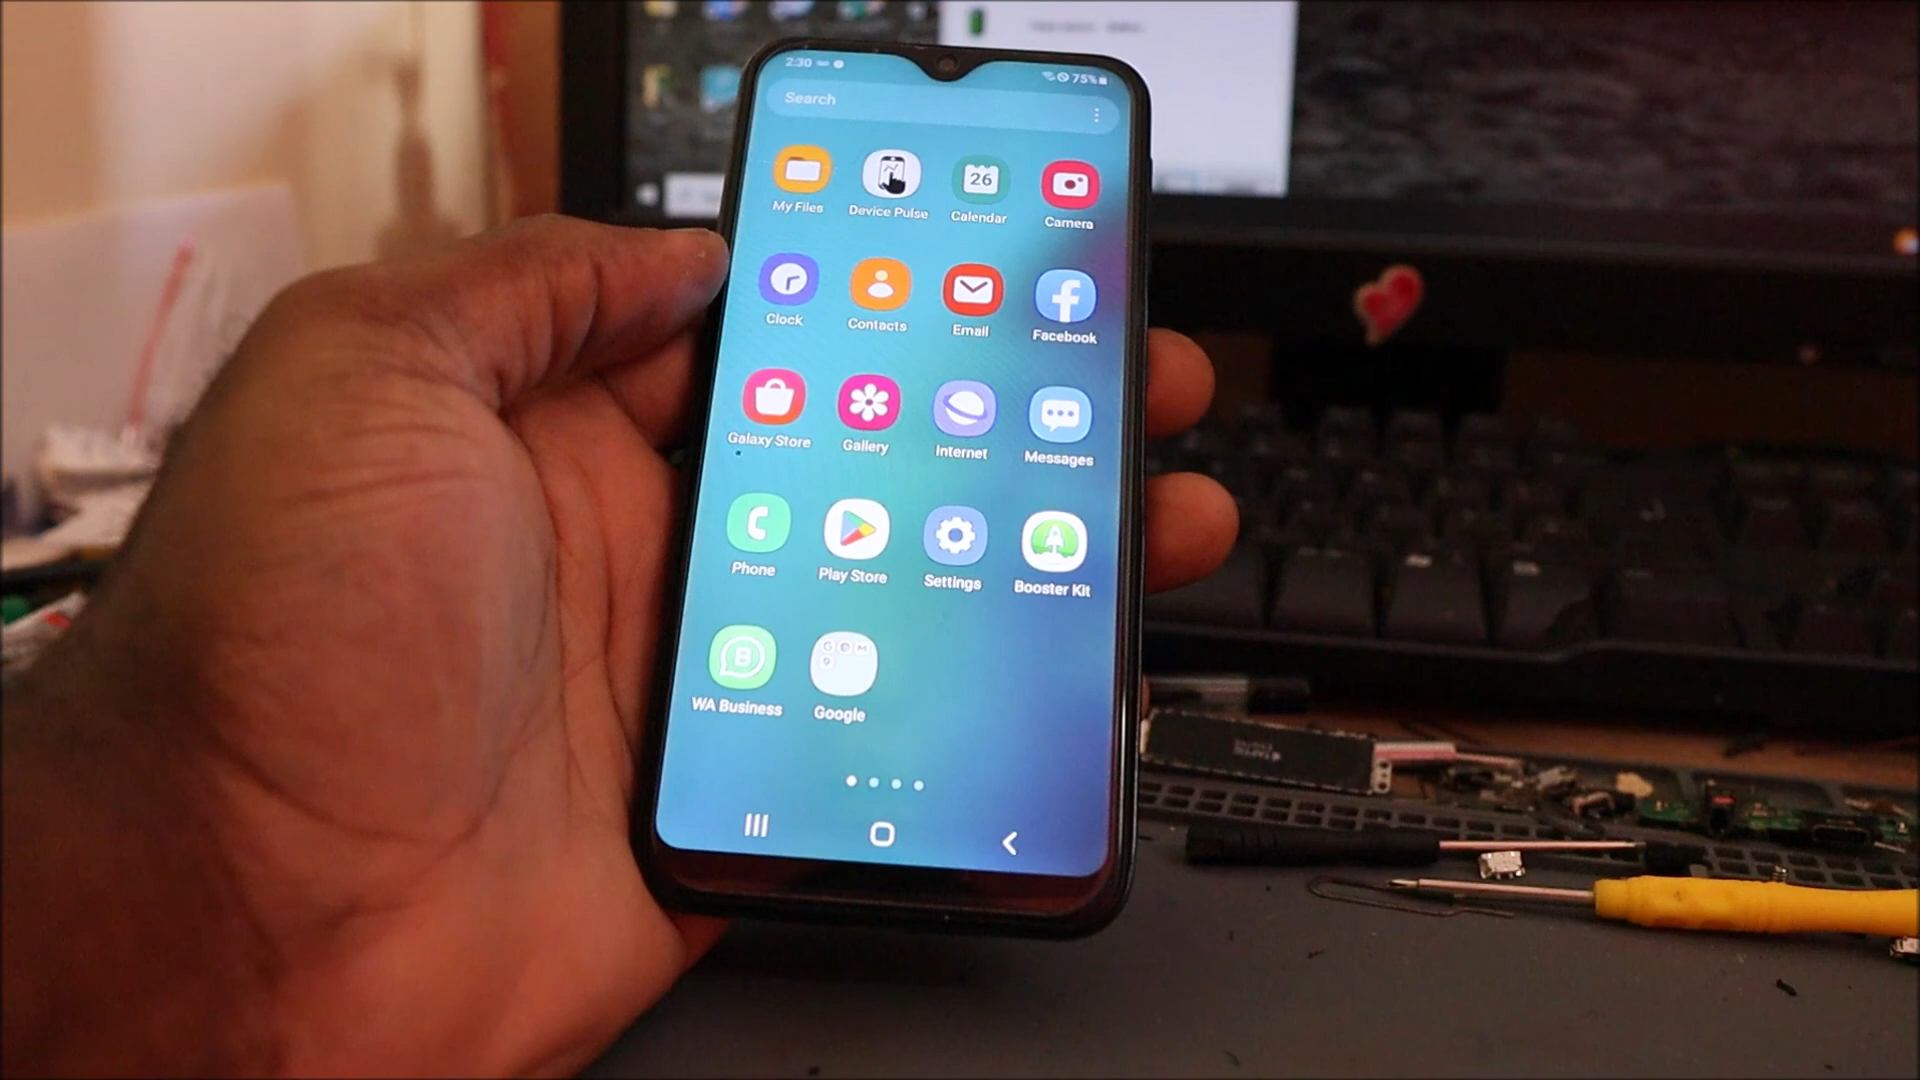 2:30
75%
Search
My Files
Device Pulse
26
Calendar
Camera
Clock
Contacts
Email
Facebook
Galaxy Store
Gallery
Internet
Messages
Phone
Play Store
Settings
Booster Kit
B
WA Business
G M
Google